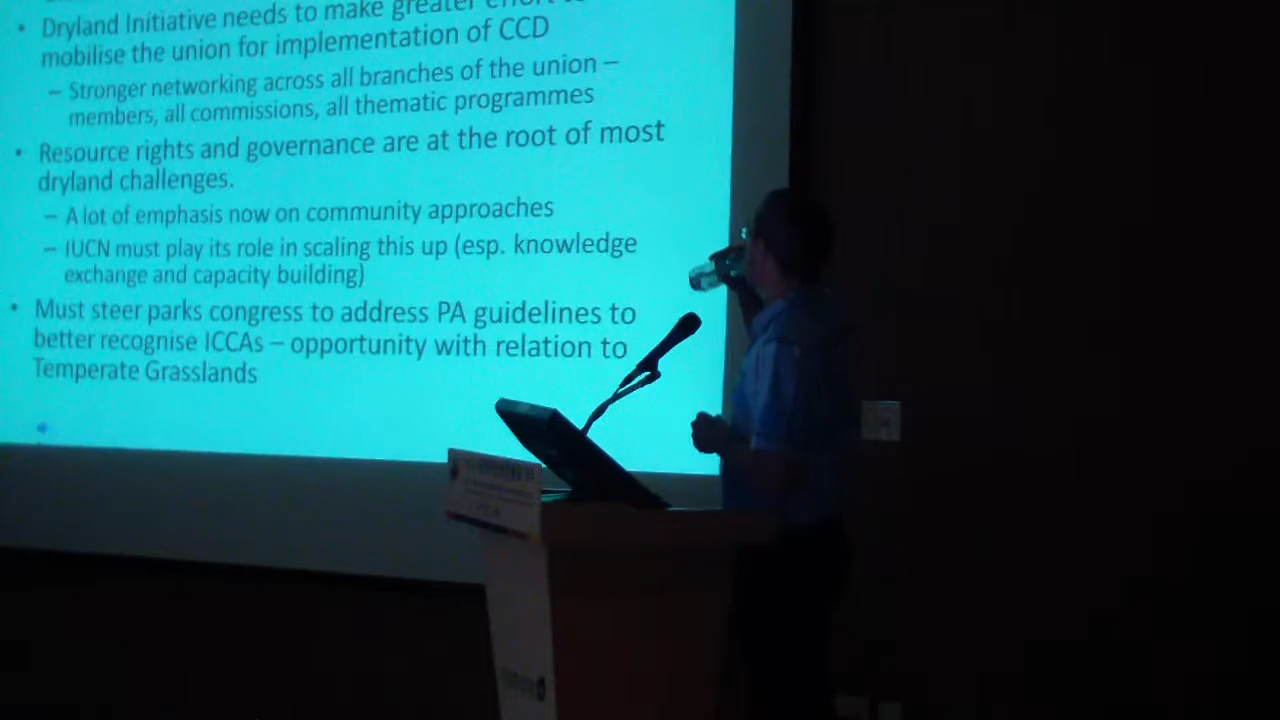 • Dryland Initiative needs to make greater effort to
mobilise the union for implementation of CCD
– Stronger networking across all branches of the union –
members, all commissions, all thematic programmes
• Resource rights and governance are at the root of most
dryland challenges.
– A lot of emphasis now on community approaches
– IUCN must play its role in scaling this up (esp. knowledge
exchange and capacity building)
• Must steer parks congress to address PA guidelines to
better recognise ICCAs – opportunity with relation to
Temperate Grasslands